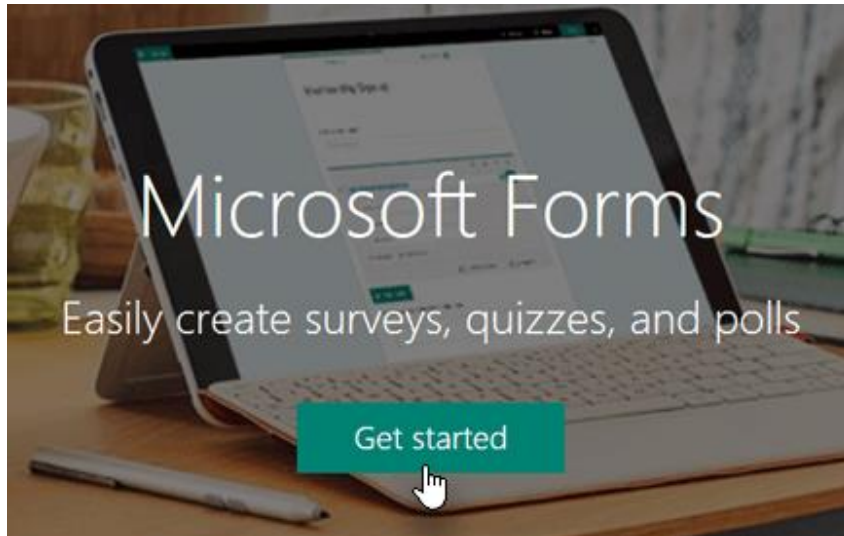 Microsoft Forms
Easily create surveys, quizzes, and polls
Get started